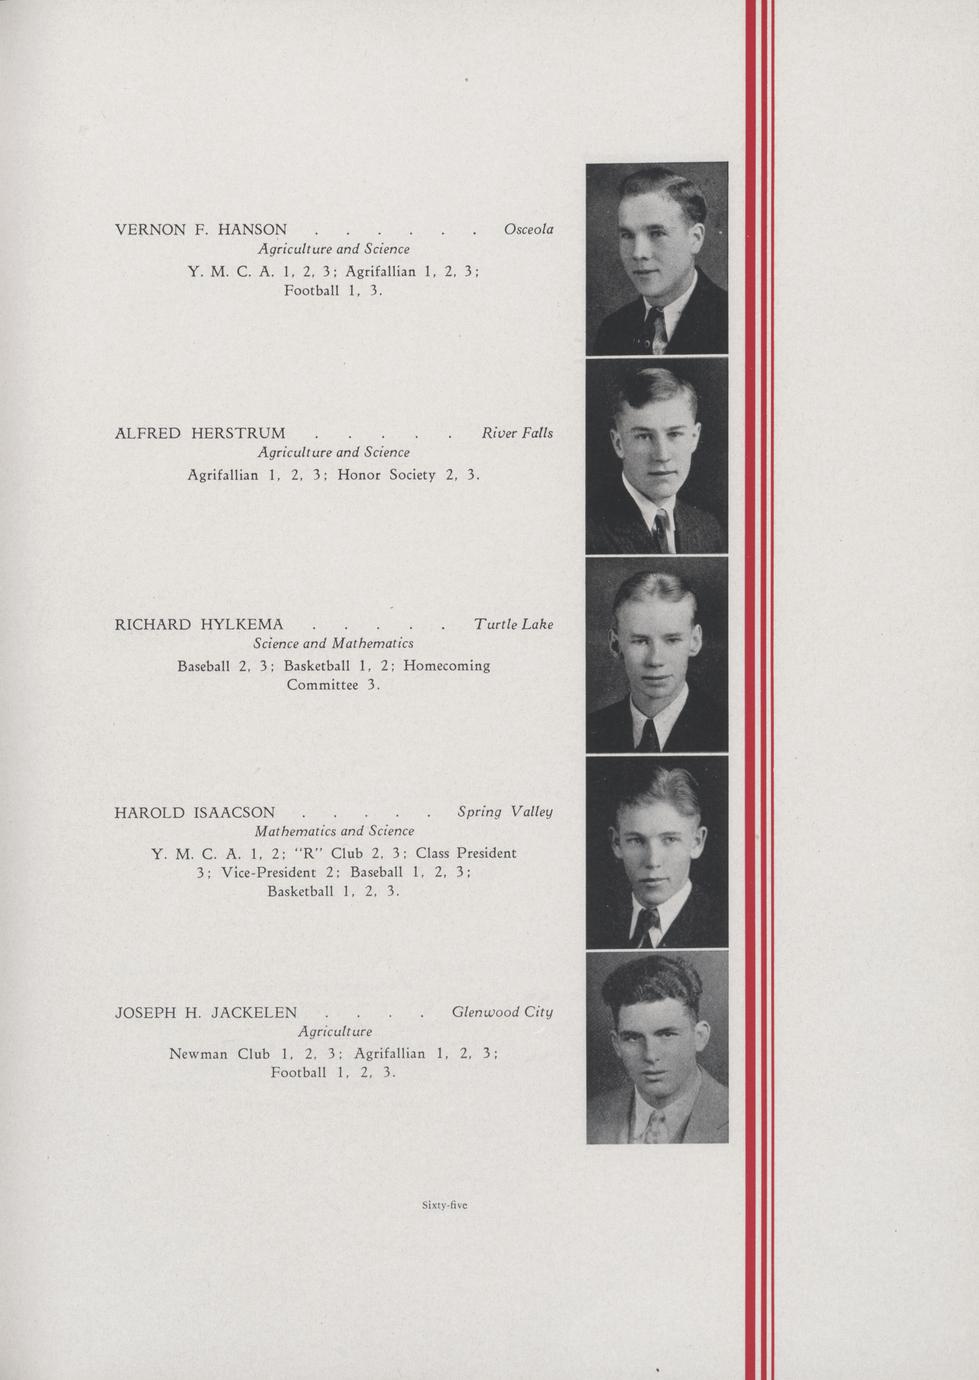 VERNON F. HANSON . . . . . . Osceola
Agriculture and Science
Y. M. C. A. 1, 2, 3; Agrifallian 1, 2, 3;
Football 1, 3.
ALFRED HERSTRUM . . . . . River Falls
Agriculture and Science
Agrifallian 1, 2, 3; Honor Society 2, 3.
RICHARD HYLKEMA . . . . . Turtle Lake
Science and Mathematics
Baseball 2, 3; Basketball 1, 2; Homecoming
Committee 3.
HAROLD ISAACSON . . . . . Spring Valley
Mathematics and Science
Y. M. C. A. 1, 2; “R” Club 2, 3; Class President
3; Vice-President 2; Baseball 1, 2, 3;
Basketball 1, 2, 3.
JOSEPH H. JACKELEN . . . . Glenwood City
Agriculture
Newman Club 1, 2, 3; Agrifallian 1, 2, 3;
Football 1, 2, 3.
Sixty-five